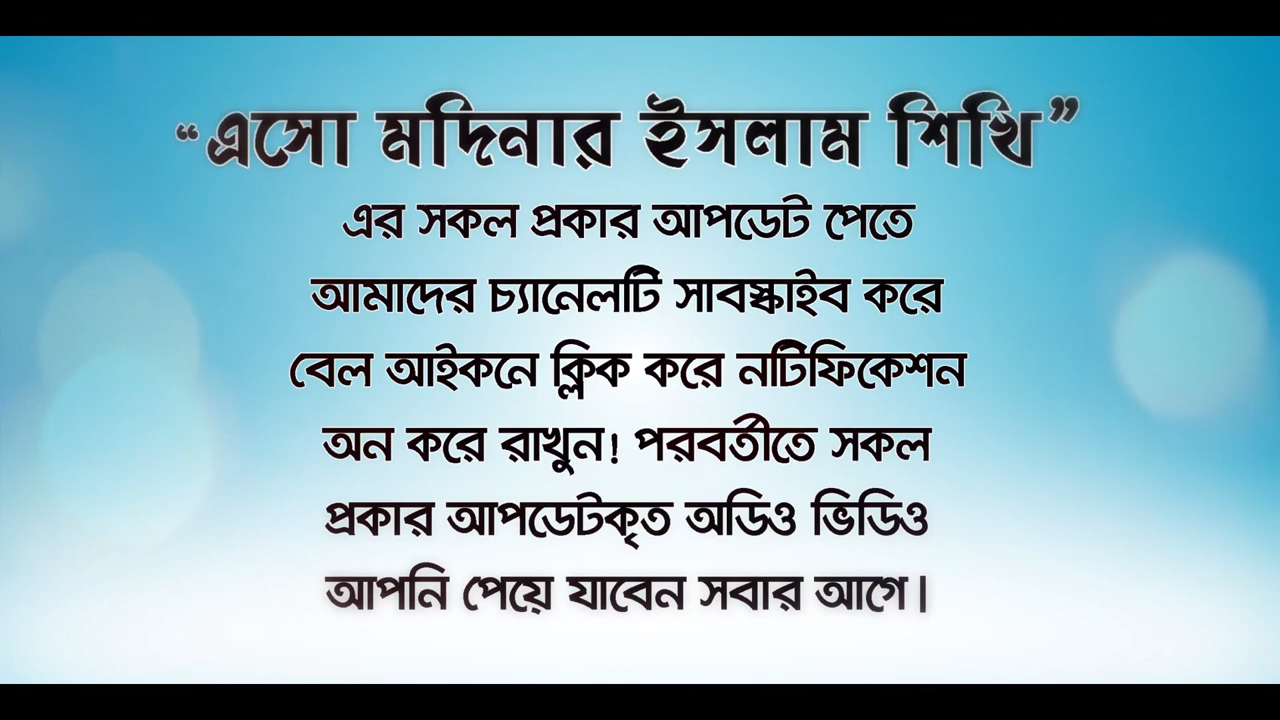 “এসো মদিনার ইসলাম শিখি”
এর সকল প্রকার আপডেট পেতে
আমাদের চ্যানেলটি সাবস্ক্রাইব করে
বেল আইকনে ক্লিক করে নটিফিকেশন
অন করে রাখুন! পরবর্তীতে সকল
প্রকার আপডেটকৃত অডিও ভিডিও
আপনি পেয়ে যাবেন সবার আগে।